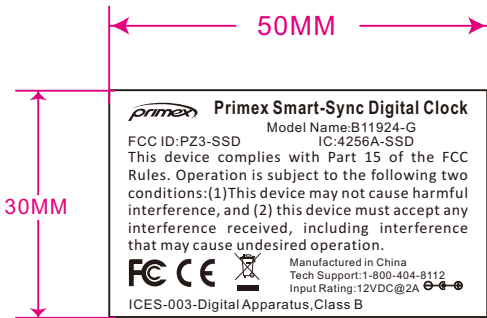 50MM
30MM
primex Primex Smart-Sync Digital Clock
Model Name:B11924-G
FCC ID:PZ3-SSD IC:4256A-SSD
This device complies with Part 15 of the FCC
Rules. Operation is subject to the following two
conditions:(1)This device may not cause harmful
interference, and (2) this device must accept any
interference received, including interference
that may cause undesired operation.
FC CE
Manufactured in China
Tech Support:1-800-404-8112
Input Rating:12VDC@2A
ICES-003-Digital Apparatus,Class B